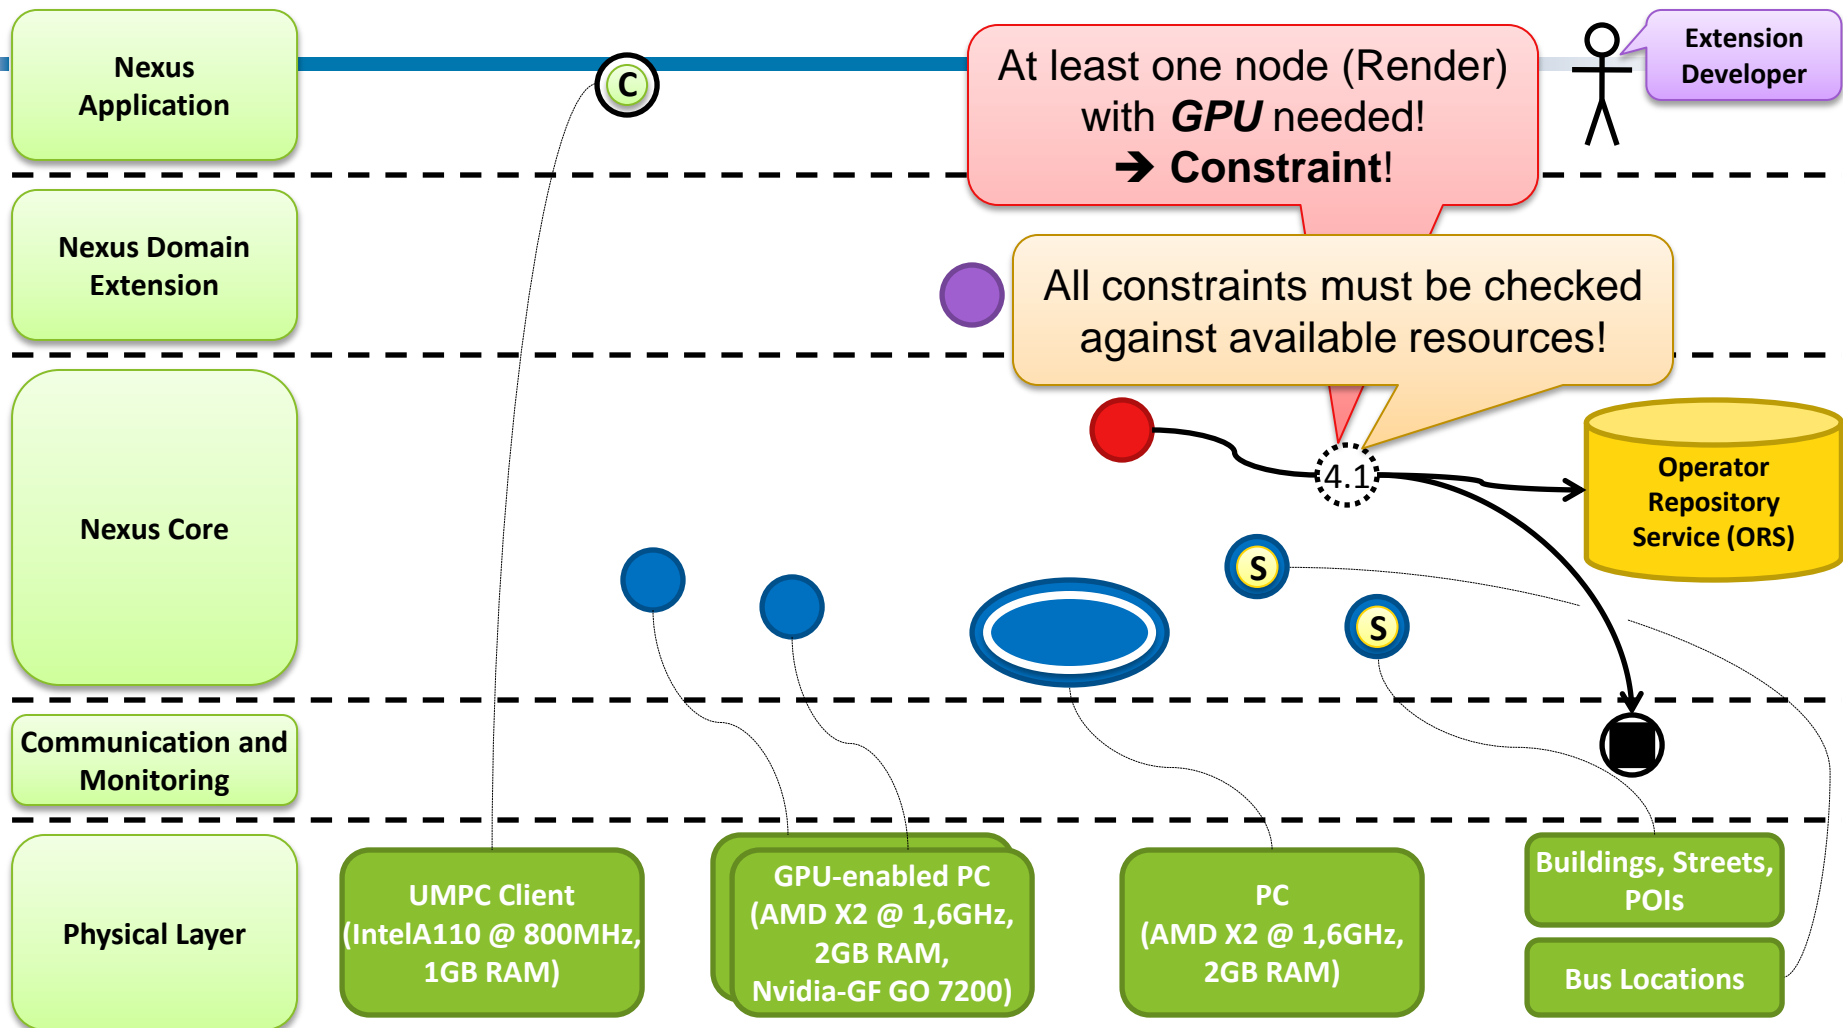 Nexus
Application
C
At least one node (Render)
with GPU needed!
➔ Constraint!
Extension
Developer
Nexus Domain
Extension
All constraints must be checked
against available resources!
Nexus Core
4.1
Operator
Repository
Service (ORS)
S
S
Communication and
Monitoring
Physical Layer
UMPC Client
(IntelA110 @ 800MHz,
1GB RAM)
GPU-enabled PC
(AMD X2 @ 1,6GHz,
2GB RAM,
Nvidia-GF GO 7200)
PC
(AMD X2 @ 1,6GHz,
2GB RAM)
Buildings, Streets,
POIs
Bus Locations